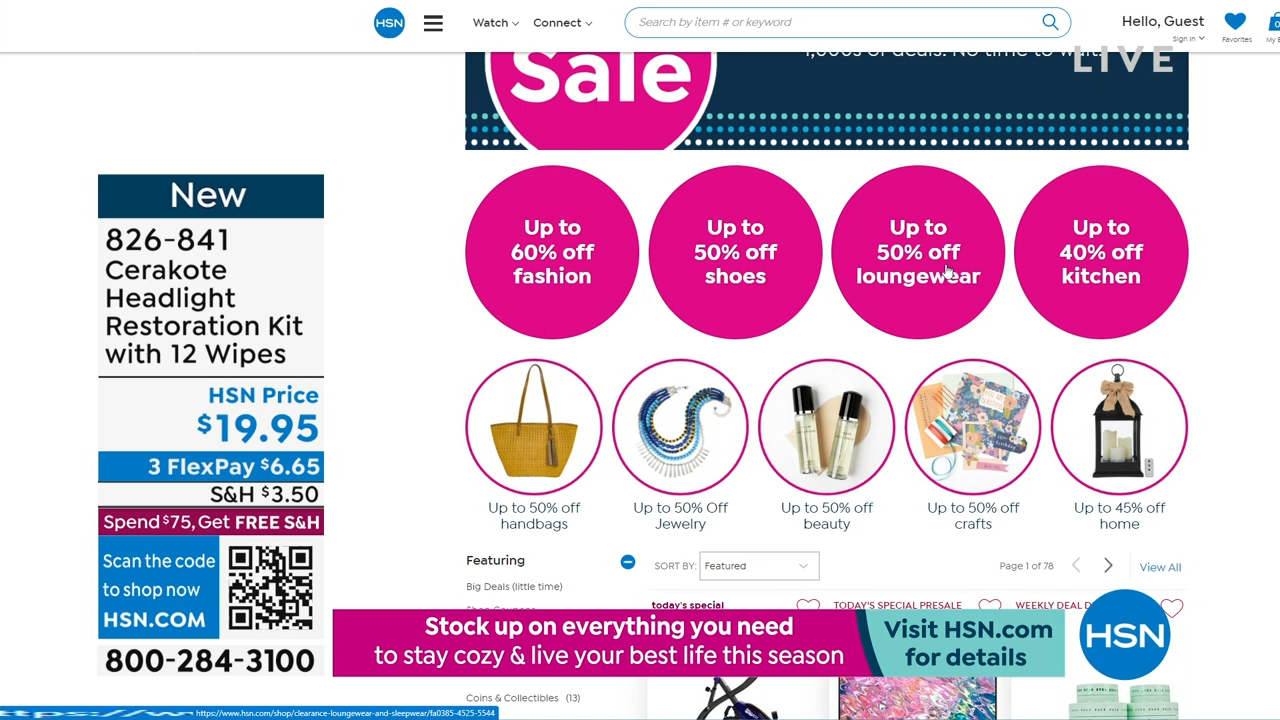 HSN
Watch
Connect
Search by item # or keyword
Hello, Guest
Sign In
Favorites
LIVE
Sale
Up to
60% off
fashion
Up to
50% off
shoes
Up to
50% off
loungewear
Up to
40% off
kitchen
New
826-841
Cerakote
Headlight
Restoration Kit
with 12 Wipes
HSN Price
$19.95
3 FlexPay $6.65
S&H $3.50
Spend $75, Get FREE S&H
Scan the code
to shop now
HSN.COM
800-284-3100
Up to 50% off
handbags
Up to 50% Off
Jewelry
Up to 50% off
beauty
Up to 50% off
crafts
Up to 45% off
home
Featuring
SORT BY:
Featured
Page 1 of 78
View All
Big Deals (little time)
today's special
TODAY'S SPECIAL PRESALE
WEEKLY DEAL
Stock up on everything you need
to stay cozy & live your best life this season
Visit HSN.com
for details
HSN
Coins & Collectibles (13)
https://www.hsn.com/shop/clearance-loungewear-and-sleepwear/fa0385-4525-5544